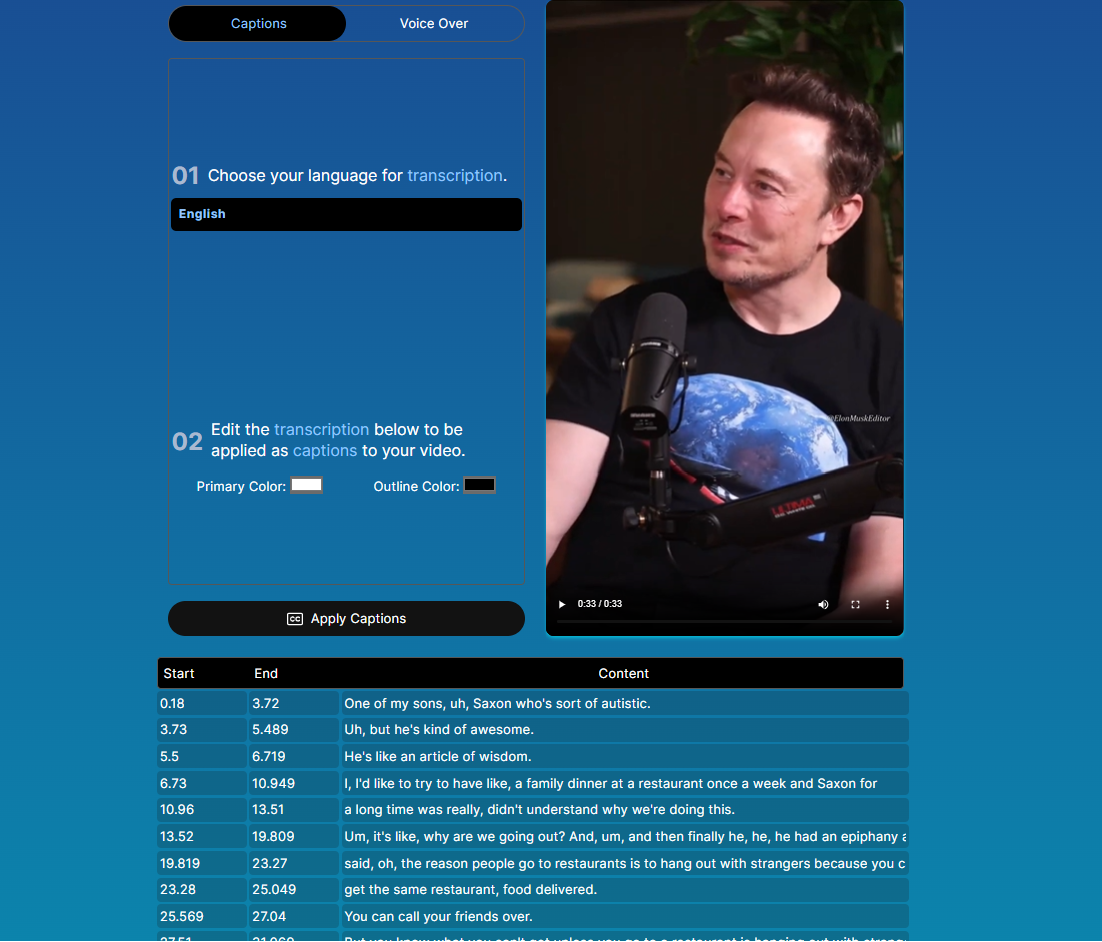 Captions
Voice Over
01 Choose your language for transcription.
English
02 Edit the transcription below to be
applied as captions to your video.
Primary Color:
Outline Color:
CC Apply Captions
@ElonMuskEditor
0:33 / 0:33
Start End Content
0.18 3.72 One of my sons, uh, Saxon who's sort of autistic.
3.73 5.489 Uh, but he's kind of awesome.
5.5 6.719 He's like an article of wisdom.
6.73 10.949 I, I'd like to try to have like, a family dinner at a restaurant once a week and Saxon for
10.96 13.51 a long time was really, didn't understand why we're doing this.
13.52 19.809 Um, it's like, why are we going out? And, um, and then finally he, he, he had an epiphany
19.819 23.27 said, oh, the reason people go to restaurants is to hang out with strangers because you
23.28 25.049 get the same restaurant, food delivered.
25.569 27.04 You can call your friends over.